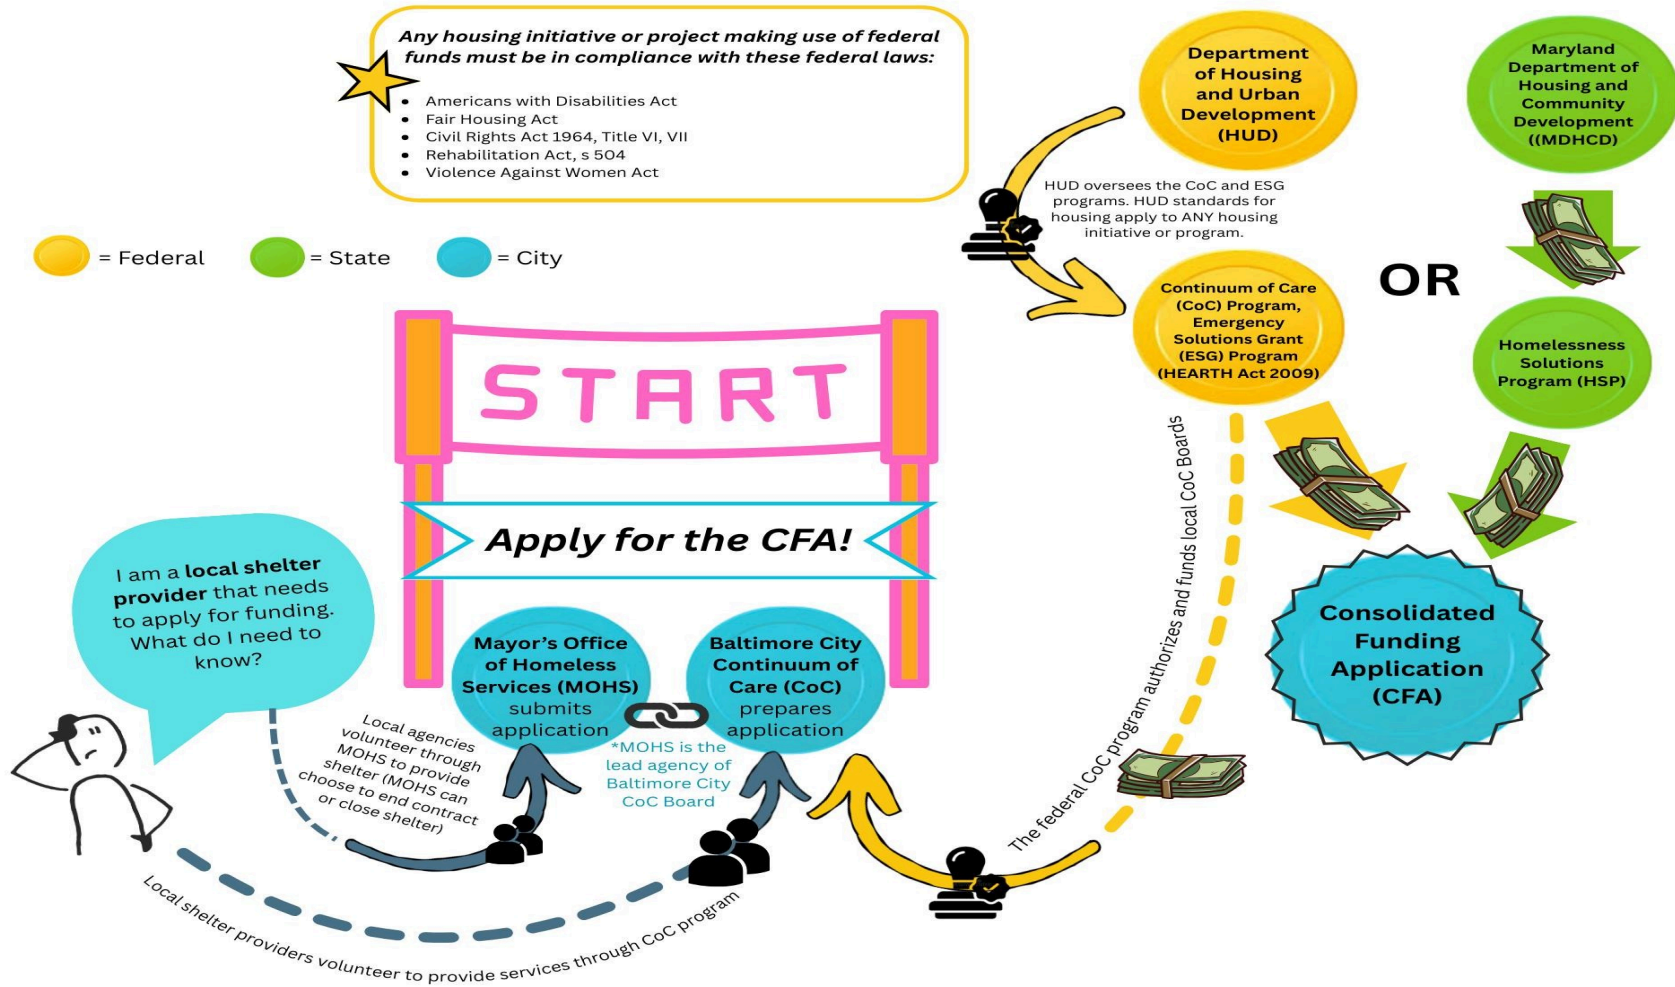 Any housing initiative or project making use of federal
funds must be in compliance with these federal laws:
• Americans with Disabilities Act
• Fair Housing Act
• Civil Rights Act 1964, Title VI, VII
• Rehabilitation Act, s 504
• Violence Against Women Act
= Federal
= State
= City
Department
of Housing
and Urban
Development
(HUD)
Maryland
Department of
Housing and
Community
Development
((MDHCD)
HUD oversees the CoC and ESG
programs. HUD standards for
housing apply to ANY housing
initiative or program.
Continuum of Care
(CoC) Program,
Emergency
Solutions Grant
(ESG) Program
(HEARTH Act 2009)
OR
Homelessness
Solutions
Program (HSP)
START
Apply for the CFA!
I am a local shelter
provider that needs
to apply for funding.
What do I need to
know?
Mayor's Office
of Homeless
Services (MOHS)
submits
application
Baltimore City
Continuum of
Care (CoC)
prepares
application
*MOHS is the
lead agency of
Baltimore City
CoC Board
Local agencies
volunteer through
MOHS to provide
shelter (MOHS can
choose to end contract
or close shelter)
Local shelter providers volunteer to provide services through CoC program
The federal CoC program authorizes and funds local CoC Boards
Consolidated
Funding
Application
(CFA)